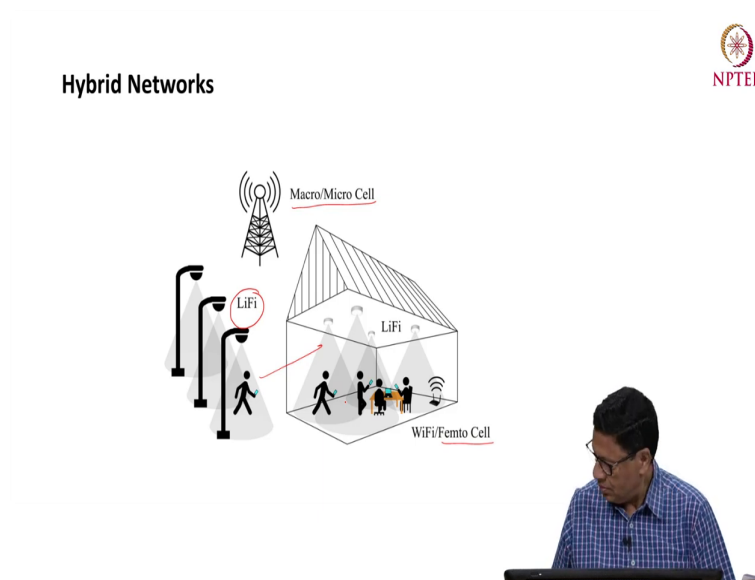 Hybrid Networks
NPTEL
Macro/Micro Cell
LiFi
LiFi
WiFi/Femto Cell